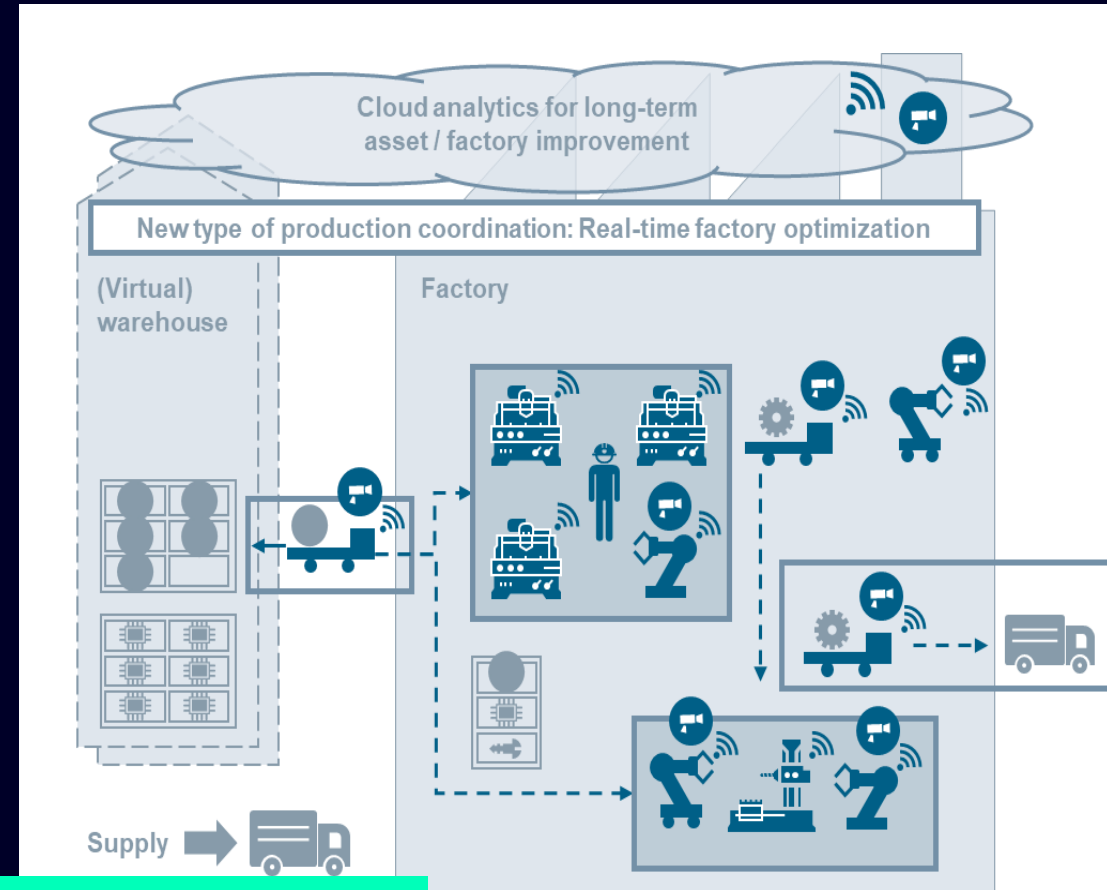 Cloud analytics for long-term
asset / factory improvement
New type of production coordination: Real-time factory optimization
(Virtual)
warehouse
Factory
Supply